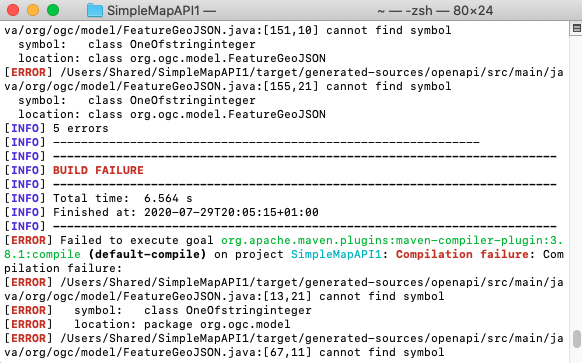 SimpleMapAPI1 — ~ — -zsh — 80×24
va/org/ogc/model/FeatureGeoJSON.java:[151,10] cannot find symbol
  symbol:   class OneOfstringinteger
  location: class org.ogc.model.FeatureGeoJSON
[ERROR] /Users/Shared/SimpleMapAPI1/target/generated-sources/openapi/src/main/ja
va/org/ogc/model/FeatureGeoJSON.java:[155,21] cannot find symbol
  symbol:   class OneOfstringinteger
  location: class org.ogc.model.FeatureGeoJSON
[INFO] 5 errors
[INFO] -------------------------------------------------------------
[INFO] ------------------------------------------------------------------------
[INFO] BUILD FAILURE
[INFO] ------------------------------------------------------------------------
[INFO] Total time:  6.564 s
[INFO] Finished at: 2020-07-29T20:05:15+01:00
[INFO] ------------------------------------------------------------------------
[ERROR] Failed to execute goal org.apache.maven.plugins:maven-compiler-plugin:3.
8.1:compile (default-compile) on project SimpleMapAPI1: Compilation failure: Com
pilation failure:
[ERROR] /Users/Shared/SimpleMapAPI1/target/generated-sources/openapi/src/main/ja
va/org/ogc/model/FeatureGeoJSON.java:[13,21] cannot find symbol
[ERROR]   symbol:   class OneOfstringinteger
[ERROR]   location: package org.ogc.model
[ERROR] /Users/Shared/SimpleMapAPI1/target/generated-sources/openapi/src/main/ja
va/org/ogc/model/FeatureGeoJSON.java:[67,11] cannot find symbol